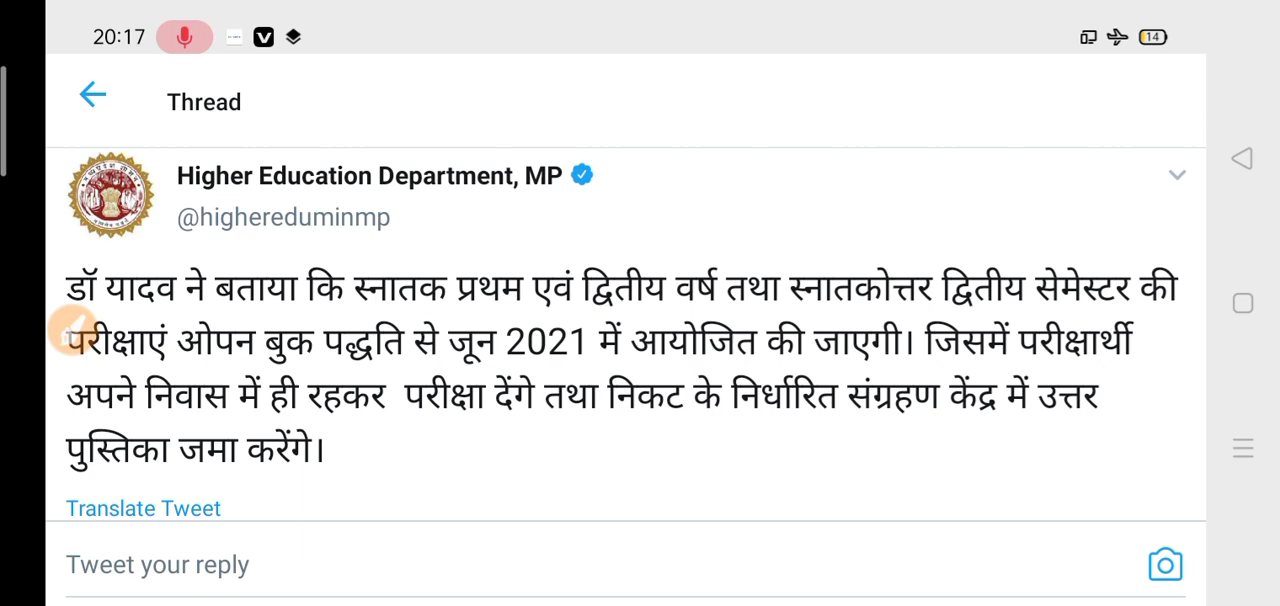 20:17
14
Thread
Higher Education Department, MP
@highereduminmp
डॉ यादव ने बताया कि स्नातक प्रथम एवं द्वितीय वर्ष तथा स्नातकोत्तर द्वितीय सेमेस्टर की
परीक्षाएं ओपन बुक पद्धति से जून 2021 में आयोजित की जाएगी। जिसमें परीक्षार्थी
अपने निवास में ही रहकर परीक्षा देंगे तथा निकट के निर्धारित संग्रहण केंद्र में उत्तर
पुस्तिका जमा करेंगे।
Translate Tweet
Tweet your reply